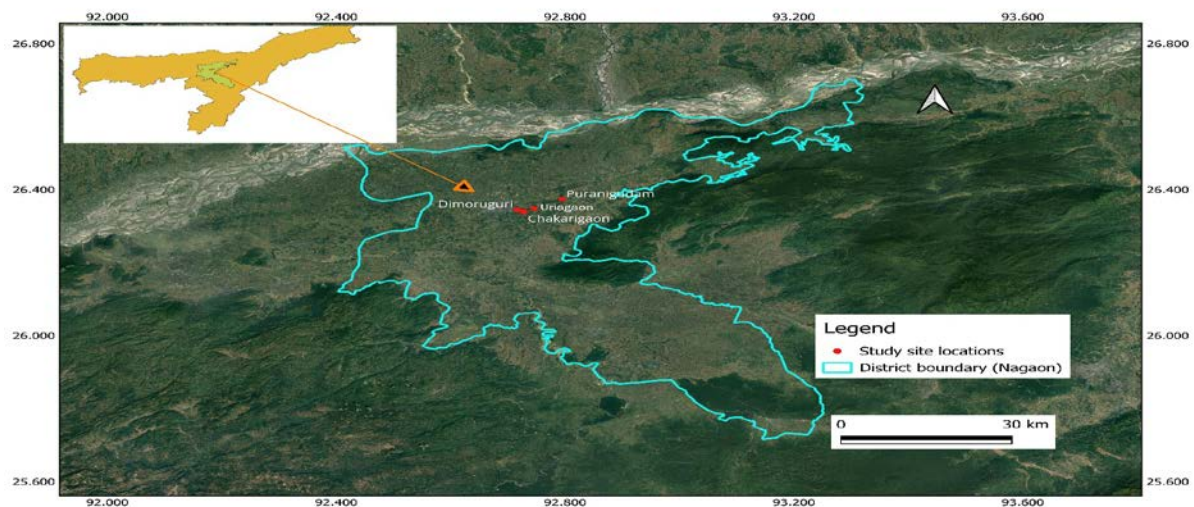 92.000 92.400 92.800 93.200 93.600
26.800 26.800
26.400 26.400
Puranigudam
Dimoruguri Uriagaon
Chakarigaon
26.000 26.000
Legend
Study site locations
District boundary (Nagaon)
0 30 km
25.600 25.600
92.000 92.400 92.800 93.200 93.600